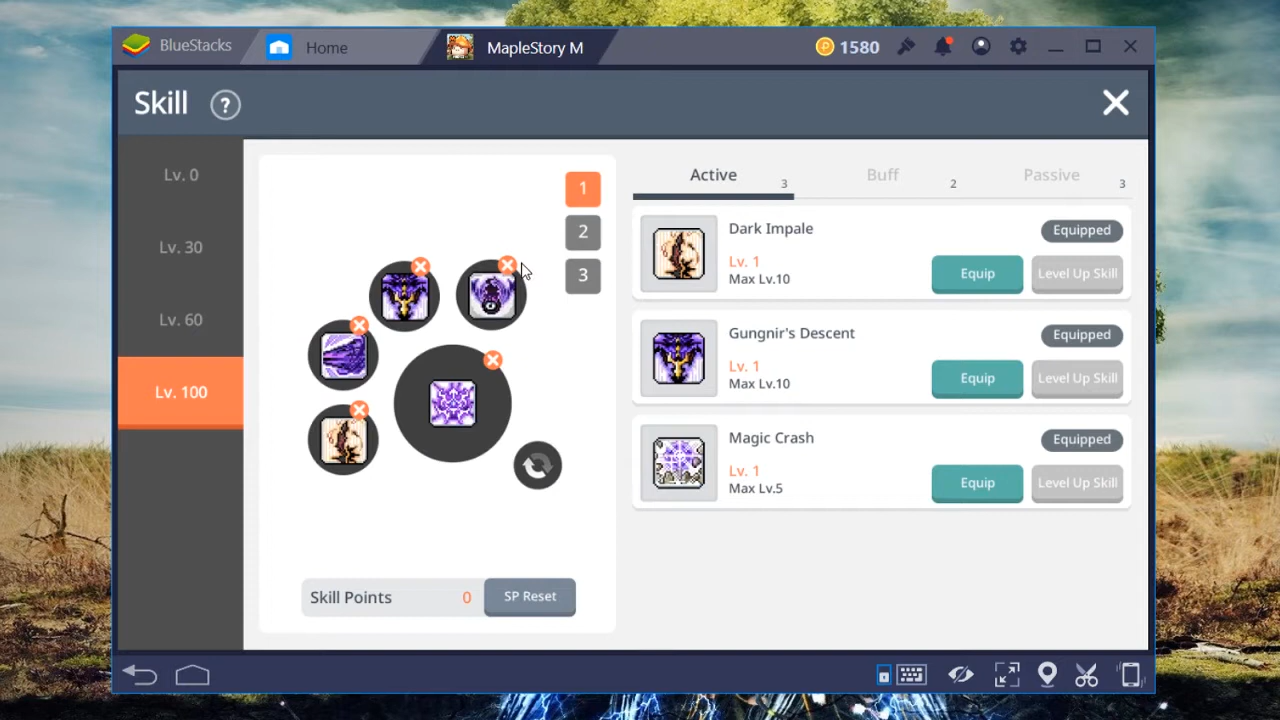 BlueStacks
Home
MapleStory M
1580
Skill ?
Lv. 0
Lv. 30
Lv. 60
Lv. 100
1
2
3
Skill Points 0
SP Reset
Active 3
Buff 2
Passive 3
Dark Impale
Equipped
Lv. 1
Max Lv.10
Equip
Level Up Skill
Gungnir's Descent
Equipped
Lv. 1
Max Lv.10
Equip
Level Up Skill
Magic Crash
Equipped
Lv. 1
Max Lv.5
Equip
Level Up Skill